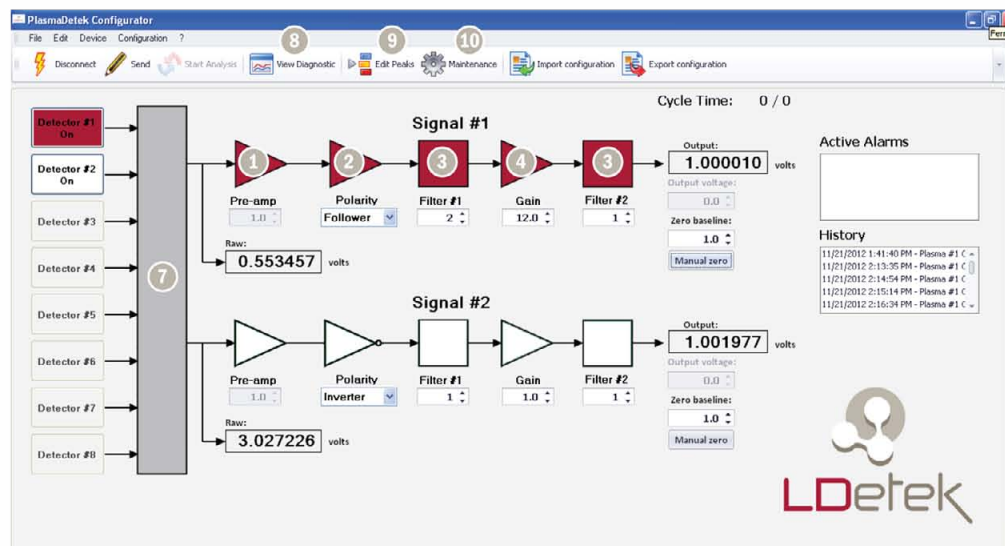 PlasmaDetek Configurator
File Edit Device Configuration ?
8 9 10
Disconnect Send Start Analysis View Diagnostic Edit Peaks Maintenance Import configuration Export configuration
Ferm
Cycle Time: 0 / 0
Detector #1
On
Detector #2
On
Detector #3
Detector #4
Detector #5
Detector #6
Detector #7
Detector #8
7
Signal #1
1 2 3 4 3
Pre-amp
1.0
Polarity
Follower
Filter #1
2
Gain
12.0
Filter #2
1
Output:
1.000010 volts
Output voltage:
0.0
Zero baseline:
1.0
Manual zero
Raw:
0.553457 volts
Signal #2
Pre-amp
1.0
Polarity
Inverter
Filter #1
1
Gain
1.0
Filter #2
1
Output:
1.001977 volts
Output voltage:
0.0
Zero baseline:
1.0
Manual zero
Raw:
3.027226 volts
Active Alarms
History
11/21/2012 1:41:40 PM - Plasma #1 C
11/21/2012 2:13:35 PM - Plasma #1 C
11/21/2012 2:14:54 PM - Plasma #1 C
11/21/2012 2:15:14 PM - Plasma #1 C
11/21/2012 2:16:34 PM - Plasma #1 C
LDetek